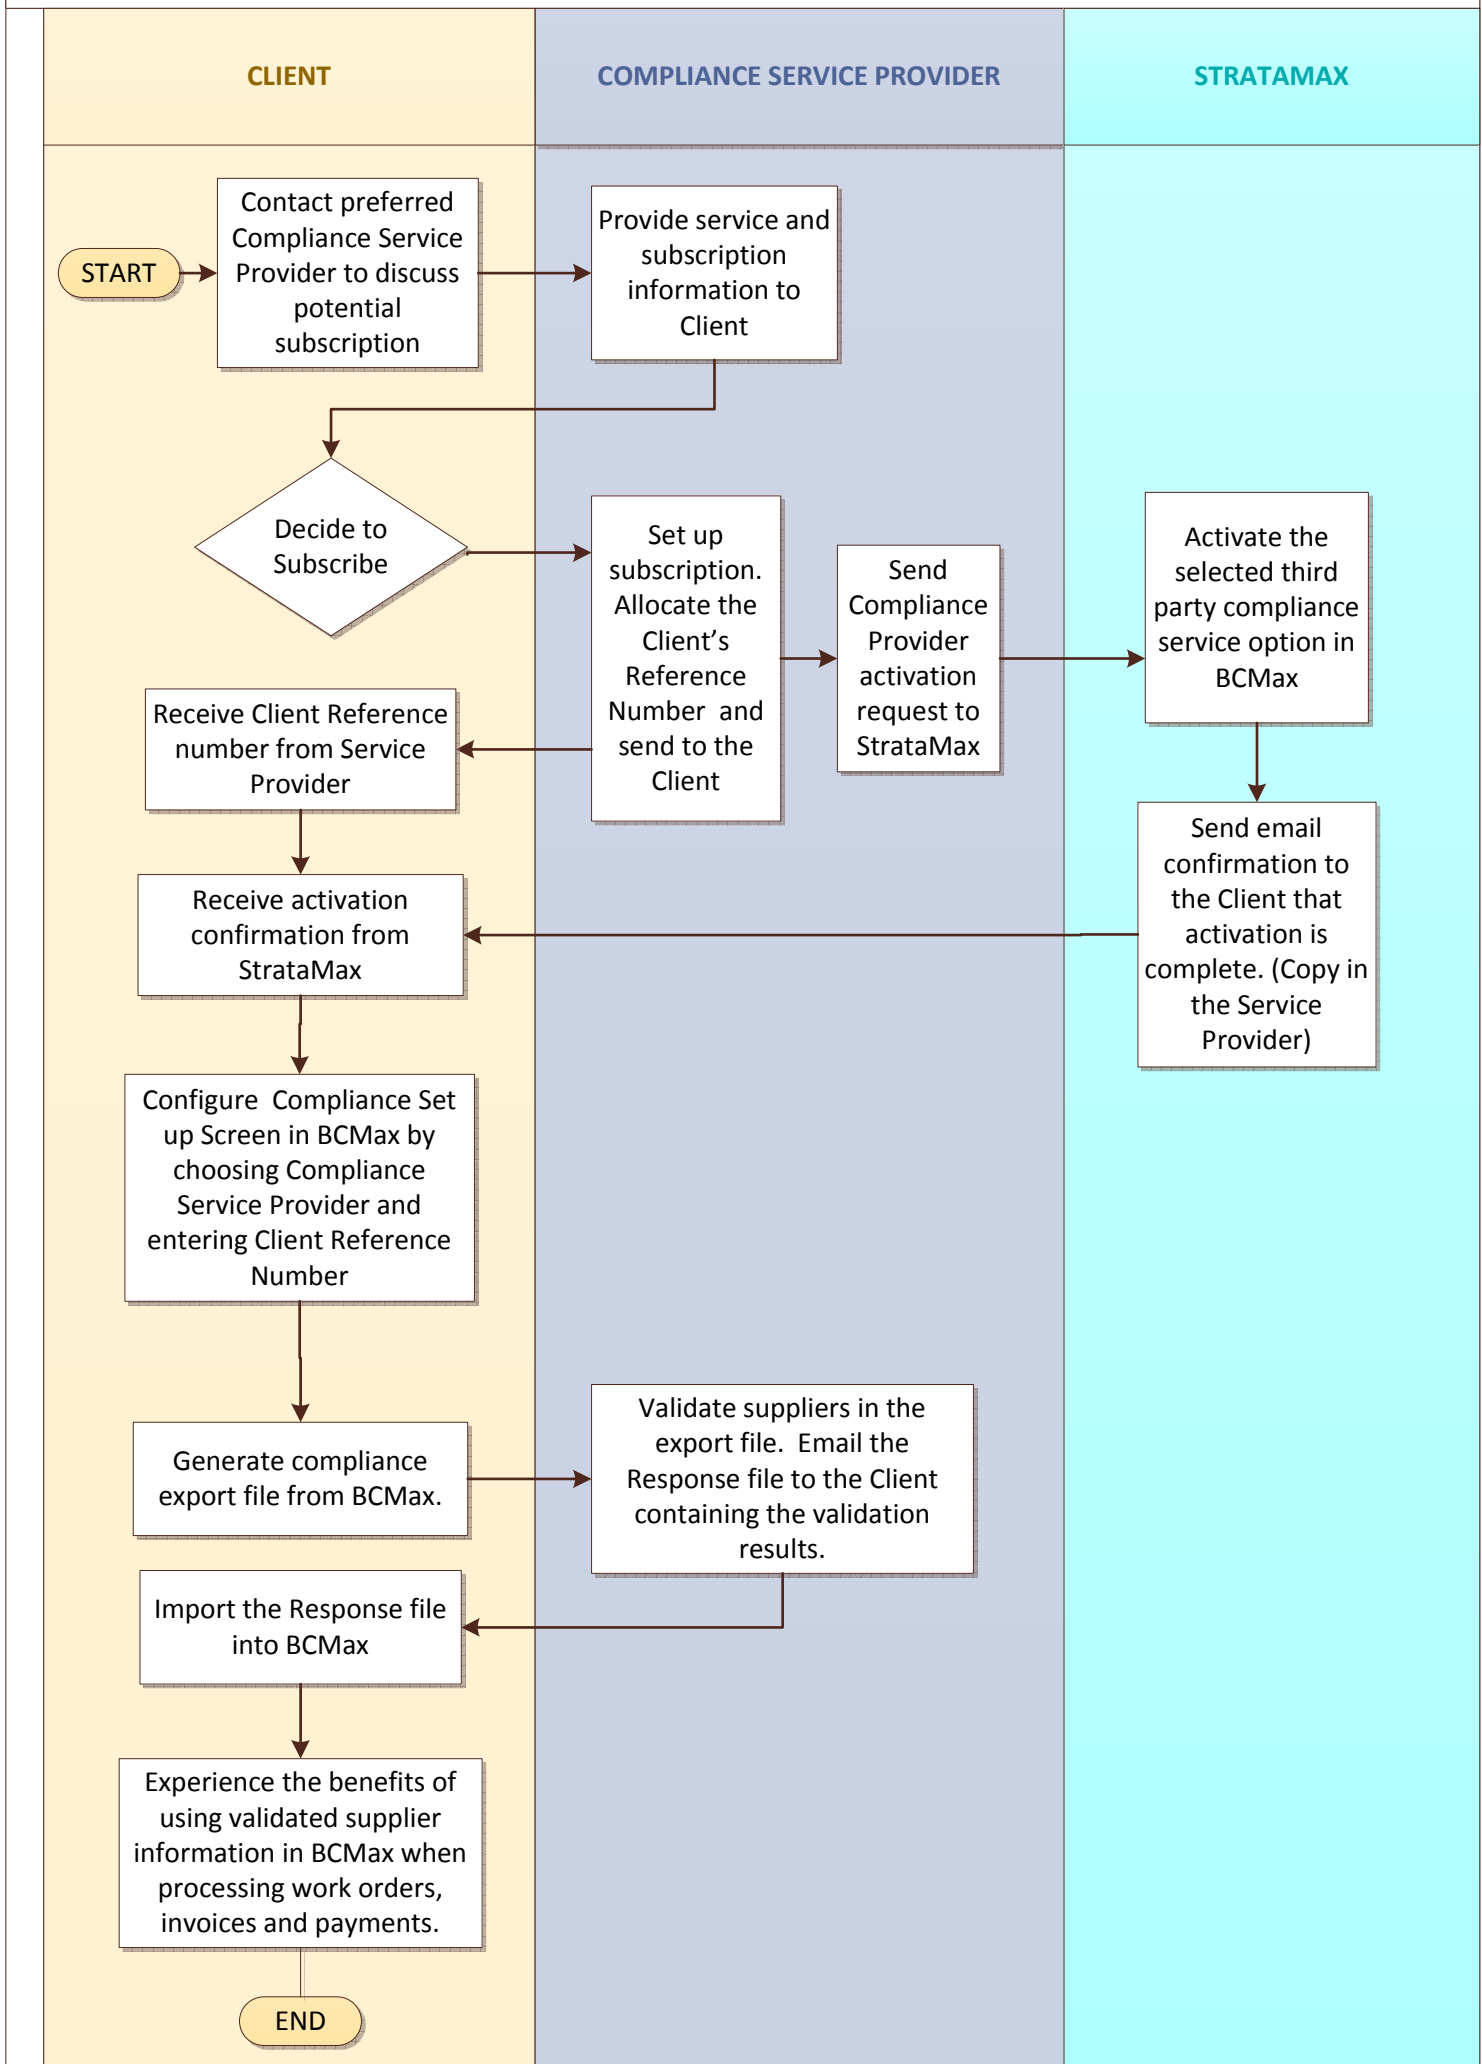 CLIENT
COMPLIANCE SERVICE PROVIDER
STRATAMAX
START
Contact preferred
Compliance Service
Provider to discuss
potential
subscription
Provide service and
subscription
information to
Client
Decide to
Subscribe
Set up
subscription.
Allocate the
Client’s
Reference
Number and
send to the
Client
Send
Compliance
Provider
activation
request to
StrataMax
Activate the
selected third
party compliance
service option in
BCMax
Receive Client Reference
number from Service
Provider
Send email
confirmation to
the Client that
activation is
complete. (Copy in
the Service
Provider)
Receive activation
confirmation from
StrataMax
Configure Compliance Set
up Screen in BCMax by
choosing Compliance
Service Provider and
entering Client Reference
Number
Generate compliance
export file from BCMax.
Validate suppliers in the
export file. Email the
Response file to the Client
containing the validation
results.
Import the Response file
into BCMax
Experience the benefits of
using validated supplier
information in BCMax when
processing work orders,
invoices and payments.
END